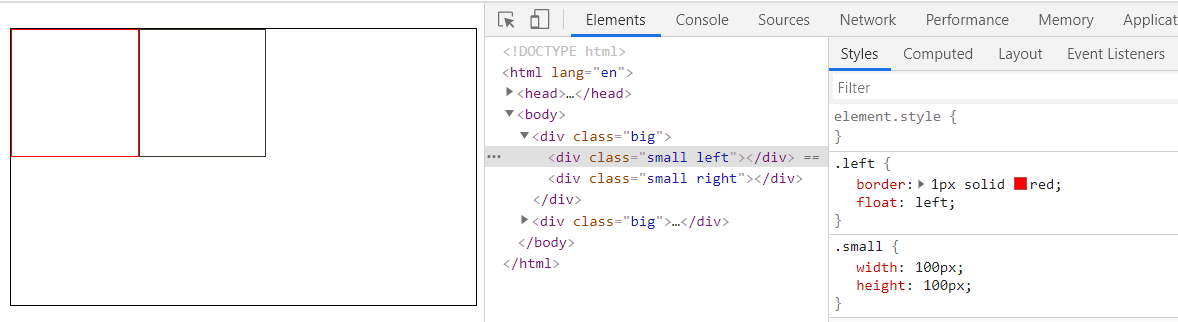 Elements Console Sources Network Performance Memory Applicat
<!DOCTYPE html>
<html lang="en">
<head>…</head>
<body>
<div class="big">
<div class="small left"></div> ==
<div class="small right"></div>
</div>
<div class="big">…</div>
</body>
</html>
Styles Computed Layout Event Listeners
Filter
element.style {
}
.left {
border: 1px solid red;
float: left;
}
.small {
width: 100px;
height: 100px;
}